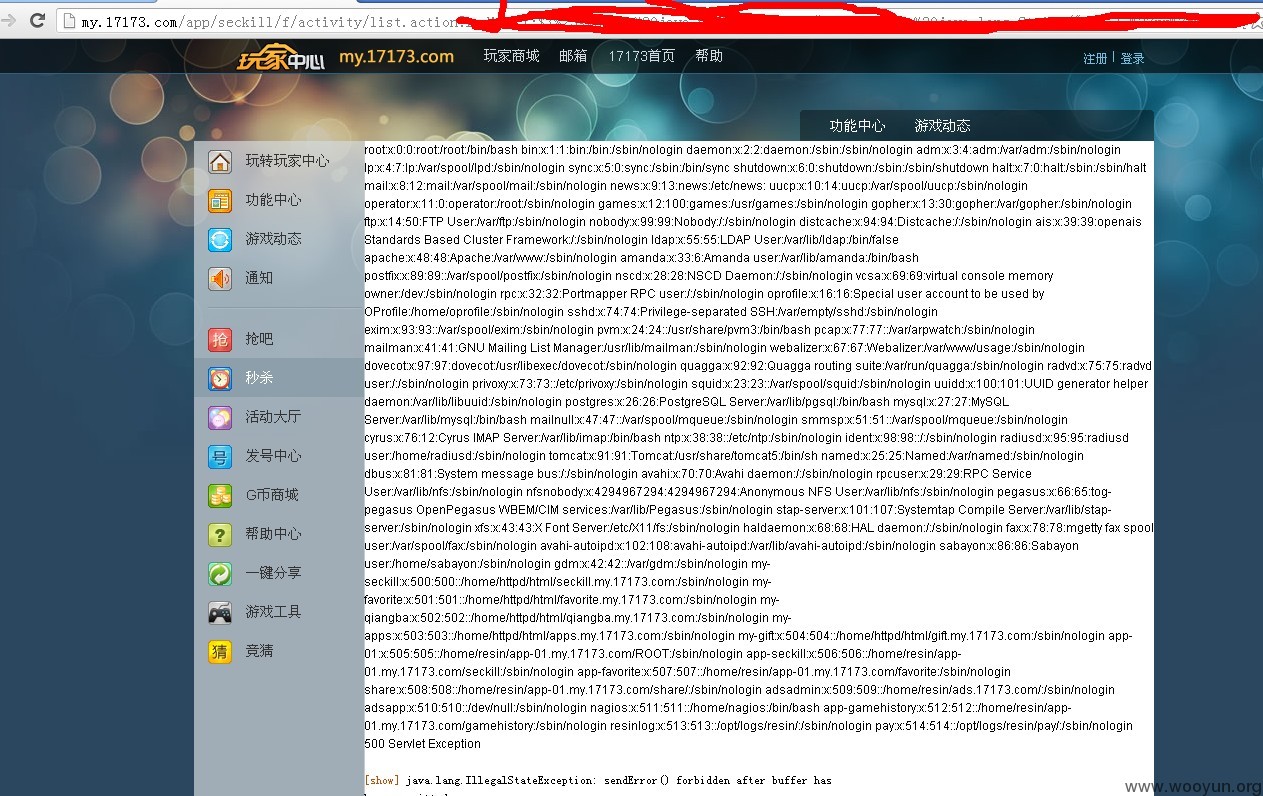 my.17173.com/app/seckill/f/activity/list.action
玩家中心 my.17173.com 玩家商城 邮箱 17173首页 帮助 注册 | 登录
功能中心 游戏动态
玩转玩家中心
功能中心
游戏动态
通知
抢 抢吧
秒杀
活动大厅
号 发号中心
G币商城
? 帮助中心
一键分享
游戏工具
猜 竞猜
root:x:0:0:root:/root:/bin/bash bin:x:1:1:bin:/bin:/sbin/nologin daemon:x:2:2:daemon:/sbin:/sbin/nologin adm:x:3:4:adm:/var/adm:/sbin/nologin
lp:x:4:7:lp:/var/spool/lpd:/sbin/nologin sync:x:5:0:sync:/sbin:/bin/sync shutdown:x:6:0:shutdown:/sbin:/sbin/shutdown halt:x:7:0:halt:/sbin:/sbin/halt
mail:x:8:12:mail:/var/spool/mail:/sbin/nologin news:x:9:13:news:/etc/news: uucp:x:10:14:uucp:/var/spool/uucp:/sbin/nologin
operator:x:11:0:operator:/root:/sbin/nologin games:x:12:100:games:/usr/games:/sbin/nologin gopher:x:13:30:gopher:/var/gopher:/sbin/nologin
ftp:x:14:50:FTP User:/var/ftp:/sbin/nologin nobody:x:99:99:Nobody:/:/sbin/nologin distcache:x:94:94:Distcache:/:/sbin/nologin ais:x:39:39:openais
Standards Based Cluster Framework:/:/sbin/nologin ldap:x:55:55:LDAP User:/var/lib/ldap:/bin/false
apache:x:48:48:Apache:/var/www:/sbin/nologin amanda:x:33:6:Amanda user:/var/lib/amanda:/bin/bash
postfix:x:89:89::/var/spool/postfix:/sbin/nologin nscd:x:28:28:NSCD Daemon:/:/sbin/nologin vcsa:x:69:69:virtual console memory
owner:/dev:/sbin/nologin rpc:x:32:32:Portmapper RPC user:/:/sbin/nologin oprofile:x:16:16:Special user account to be used by
OProfile:/home/oprofile:/sbin/nologin sshd:x:74:74:Privilege-separated SSH:/var/empty/sshd:/sbin/nologin
exim:x:93:93::/var/spool/exim:/sbin/nologin pvm:x:24:24::/usr/share/pvm3:/bin/bash pcap:x:77:77::/var/arpwatch:/sbin/nologin
mailman:x:41:41:GNU Mailing List Manager:/usr/lib/mailman:/sbin/nologin webalizer:x:67:67:Webalizer:/var/www/usage:/sbin/nologin
dovecot:x:97:97:dovecot:/usr/libexec/dovecot:/sbin/nologin quagga:x:92:92:Quagga routing suite:/var/run/quagga:/sbin/nologin radvd:x:75:75:radvd
user:/:/sbin/nologin privoxy:x:73:73::/etc/privoxy:/sbin/nologin squid:x:23:23::/var/spool/squid:/sbin/nologin uuidd:x:100:101:UUID generator helper
daemon:/var/lib/libuuid:/sbin/nologin postgres:x:26:26:PostgreSQL Server:/var/lib/pgsql:/bin/bash mysql:x:27:27:MySQL
Server:/var/lib/mysql:/bin/bash mailnull:x:47:47::/var/spool/mqueue:/sbin/nologin smmsp:x:51:51::/var/spool/mqueue:/sbin/nologin
cyrus:x:76:12:Cyrus IMAP Server:/var/lib/imap:/bin/bash ntp:x:38:38::/etc/ntp:/sbin/nologin ident:x:98:98::/:/sbin/nologin radiusd:x:95:95:radiusd
user:/home/radiusd:/sbin/nologin tomcat:x:91:91:Tomcat:/usr/share/tomcat5:/bin/sh named:x:25:25:Named:/var/named:/sbin/nologin
dbus:x:81:81:System message bus:/:/sbin/nologin avahi:x:70:70:Avahi daemon:/:/sbin/nologin rpcuser:x:29:29:RPC Service
User:/var/lib/nfs:/sbin/nologin nfsnobody:x:4294967294:4294967294:Anonymous NFS User:/var/lib/nfs:/sbin/nologin pegasus:x:66:65:tog-
pegasus OpenPegasus WBEM/CIM services:/var/lib/Pegasus:/sbin/nologin stap-server:x:101:107:Systemtap Compile Server:/var/lib/stap-
server:/sbin/nologin xfs:x:43:43:X Font Server:/etc/X11/fs:/sbin/nologin haldaemon:x:68:68:HAL daemon:/:/sbin/nologin fax:x:78:78:mgetty fax spool
user:/var/spool/fax:/sbin/nologin avahi-autoipd:x:102:108:avahi-autoipd:/var/lib/avahi-autoipd:/sbin/nologin sabayon:x:86:86:Sabayon
user:/home/sabayon:/sbin/nologin gdm:x:42:42::/var/gdm:/sbin/nologin my-
seckill:x:500:500::/home/httpd/html/seckill.my.17173.com:/sbin/nologin my-
favorite:x:501:501::/home/httpd/html/favorite.my.17173.com:/sbin/nologin my-
qiangba:x:502:502::/home/httpd/html/qiangba.my.17173.com:/sbin/nologin my-
apps:x:503:503::/home/httpd/html/apps.my.17173.com:/sbin/nologin my-gift:x:504:504::/home/httpd/html/gift.my.17173.com:/sbin/nologin app-
01:x:505:505::/home/resin/app-01.my.17173.com/ROOT:/sbin/nologin app-seckill:x:506:506::/home/resin/app-
01.my.17173.com/seckill:/sbin/nologin app-favorite:x:507:507::/home/resin/app-01.my.17173.com/favorite:/sbin/nologin
share:x:508:508::/home/resin/app-01.my.17173.com/share/:/sbin/nologin adsadmin:x:509:509::/home/resin/ads.17173.com/:/sbin/nologin
adsapp:x:510:510::/dev/null:/sbin/nologin nagios:x:511:511::/home/nagios:/bin/bash app-gamehistory:x:512:512::/home/resin/app-
01.my.17173.com/gamehistory:/sbin/nologin resinlog:x:513:513::/opt/logs/resin/:/sbin/nologin pay:x:514:514::/opt/logs/resin/pay/:/sbin/nologin
500 Servlet Exception
[show] java.lang.IllegalStateException: sendError() forbidden after buffer has
www.wooyun.org